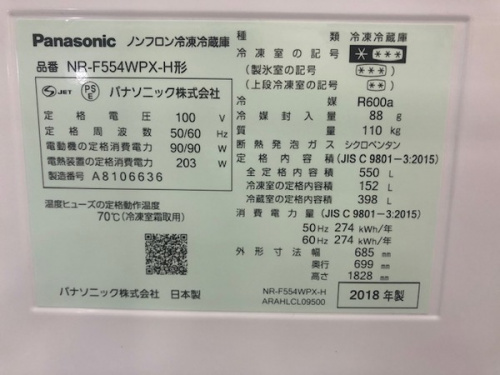 Panasonic ノンフロン冷凍冷蔵庫
品番 NR-F554WPX-H形
S JET PS E パナソニック株式会社
定格電圧 100 V
定格周波数 50/60 Hz
電動機の定格消費電力 90/90 W
電熱装置の定格消費電力 203 W
製造番号 A8106636
温度ヒューズの定格動作温度
70℃(冷凍室霜取用)
パナソニック株式会社 日本製
種類 冷凍冷蔵庫
冷凍室の記号 * ***
(製氷室の記号) ***
(上段冷凍室の記号) **
冷媒 R600a
冷媒封入量 88 g
質量 110 kg
断熱発泡ガス シクロペンタン
定格内容積 (JIS C 9801-3:2015)
全定格内容積 550 L
冷凍室の定格内容積 152 L
冷蔵室の定格内容積 398 L
消費電力量 (JIS C 9801-3:2015)
50Hz 274 kWh/年
60Hz 274 kWh/年
外形寸法 幅 685 mm
奥行 699 mm
高さ 1828 mm
NR-F554WPX-H
ARAHLCL09500
2018年製